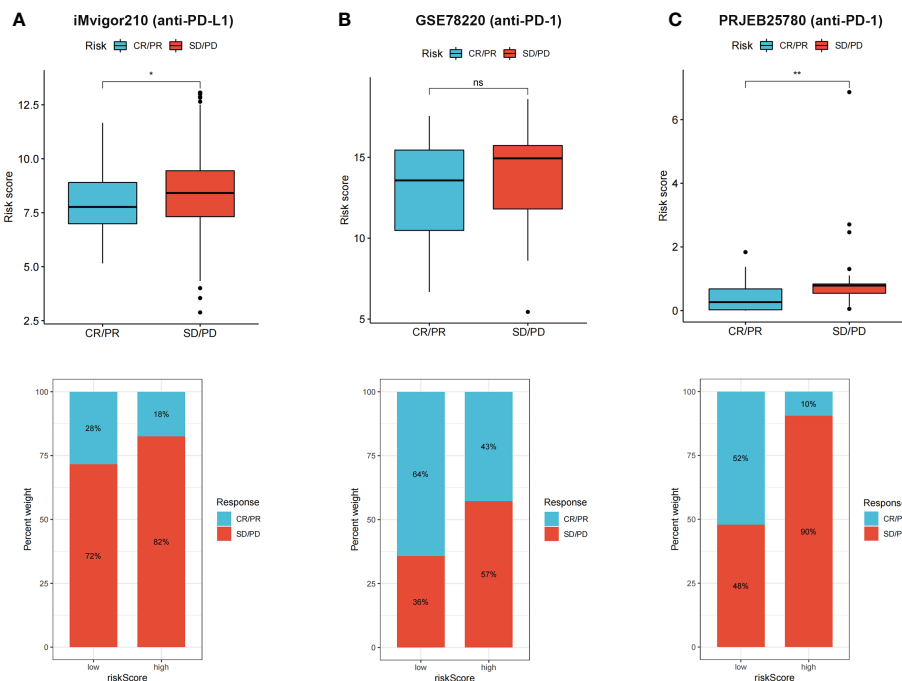 A iMvigor210 (anti-PD-L1)
Risk CR/PR SD/PD
*
12.5
10.0
7.5
5.0
2.5
Risk score
CR/PR SD/PD
B GSE78220 (anti-PD-1)
Risk CR/PR SD/PD
ns
15
10
5
Risk score
CR/PR SD/PD
C PRJEB25780 (anti-PD-1)
Risk CR/PR SD/PD
**
6
4
2
0
Risk score
CR/PR SD/PD
100
75
50
25
0
Percent weight
28% 18%
72% 82%
low high
riskScore
Response
CR/PR
SD/PD
100
75
50
25
0
Percent weight
64% 43%
36% 57%
low high
riskScore
Response
CR/PR
SD/PD
100
75
50
25
0
Percent weight
52% 10%
48% 90%
low high
riskScore
Response
CR/P
SD/P